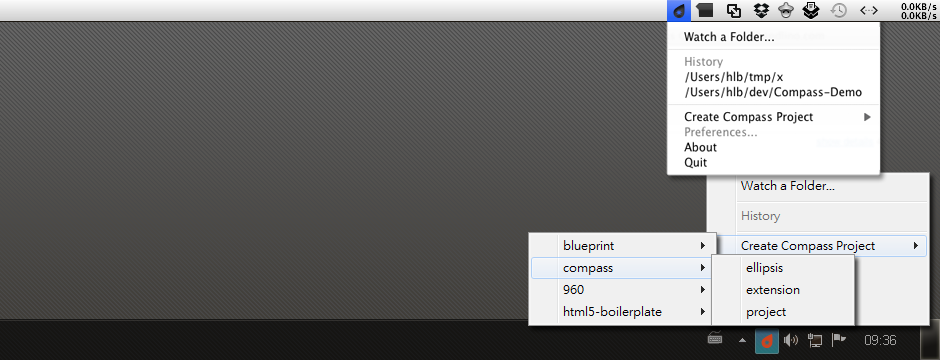 0.0KB/s
0.0KB/s
Watch a Folder...
History
/Users/hlb/tmp/x
/Users/hlb/dev/Compass-Demo
Create Compass Project
Preferences...
About
Quit
Watch a Folder...
History
Create Compass Project
blueprint
compass
960
html5-boilerplate
ellipsis
extension
project
09:36